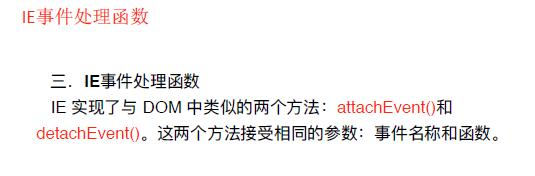 IE事件处理函数
三．IE事件处理函数
IE 实现了与 DOM 中类似的两个方法：attachEvent()和
detachEvent()。这两个方法接受相同的参数：事件名称和函数。